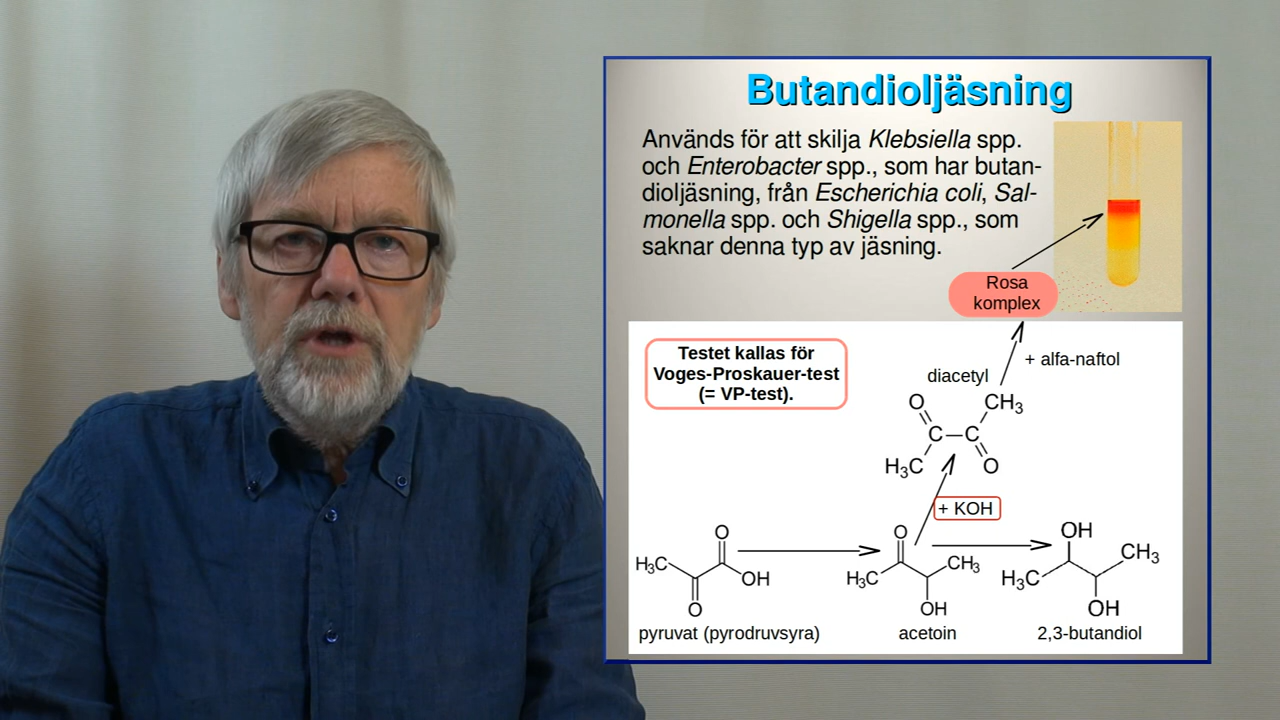 Butandioljäsning
Används för att skilja Klebsiella spp.
och Enterobacter spp., som har butan-
dioljäsning, från Escherichia coli, Sal-
monella spp. och Shigella spp., som
saknar denna typ av jäsning.
Rosa
komplex
Testet kallas för
Voges-Proskauer-test
(= VP-test).
+ alfa-naftol
diacetyl
O
CH3
C
C
H3C
O
+ KOH
H3C
O
OH
O
O
H3C
CH3
OH
OH
H3C
CH3
OH
pyruvat (pyrodruvsyra)
acetoin
2,3-butandiol